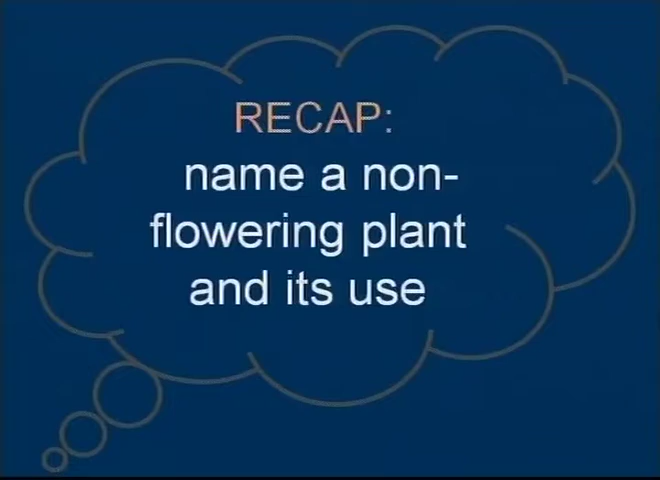 RECAP:
name a non-
flowering plant
and its use